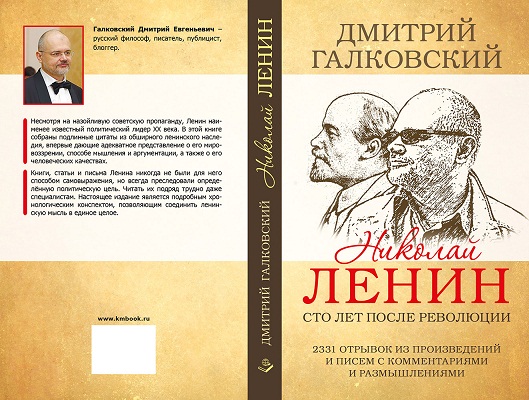 Галковский Дмитрий Евгеньевич –
русский философ, писатель, публицист,
блоггер.
Несмотря на назойливую советскую пропаганду, Ленин наи-
менее известный политический лидер XX века. В этой книге
собраны подлинные цитаты из обширного ленинского насле-
дия, впервые дающие адекватное представление о его миро-
воззрении, способе мышления и аргументации, а также о его
человеческих качествах.
Книги, статьи и письма Ленина никогда не были для него
способом самовыражения, но всегда преследовали опреде-
лённую политическую цель. Читать их подряд трудно даже
специалистам. Настоящее издание является подробным хро-
нологическим конспектом, позволяющим соединить ленин-
скую мысль в единое целое.
www.kmbook.ru
ДМИТРИЙ ГАЛКОВСКИЙ Николай ЛЕНИН
ДМИТРИЙ
ГАЛКОВСКИЙ
Николай
ЛЕНИН
СТО ЛЕТ ПОСЛЕ РЕВОЛЮЦИИ
2331 ОТРЫВОК ИЗ ПРОИЗВЕДЕНИЙ
И ПИСЕМ С КОММЕНТАРИЯМИ
И РАЗМЫШЛЕНИЯМИ